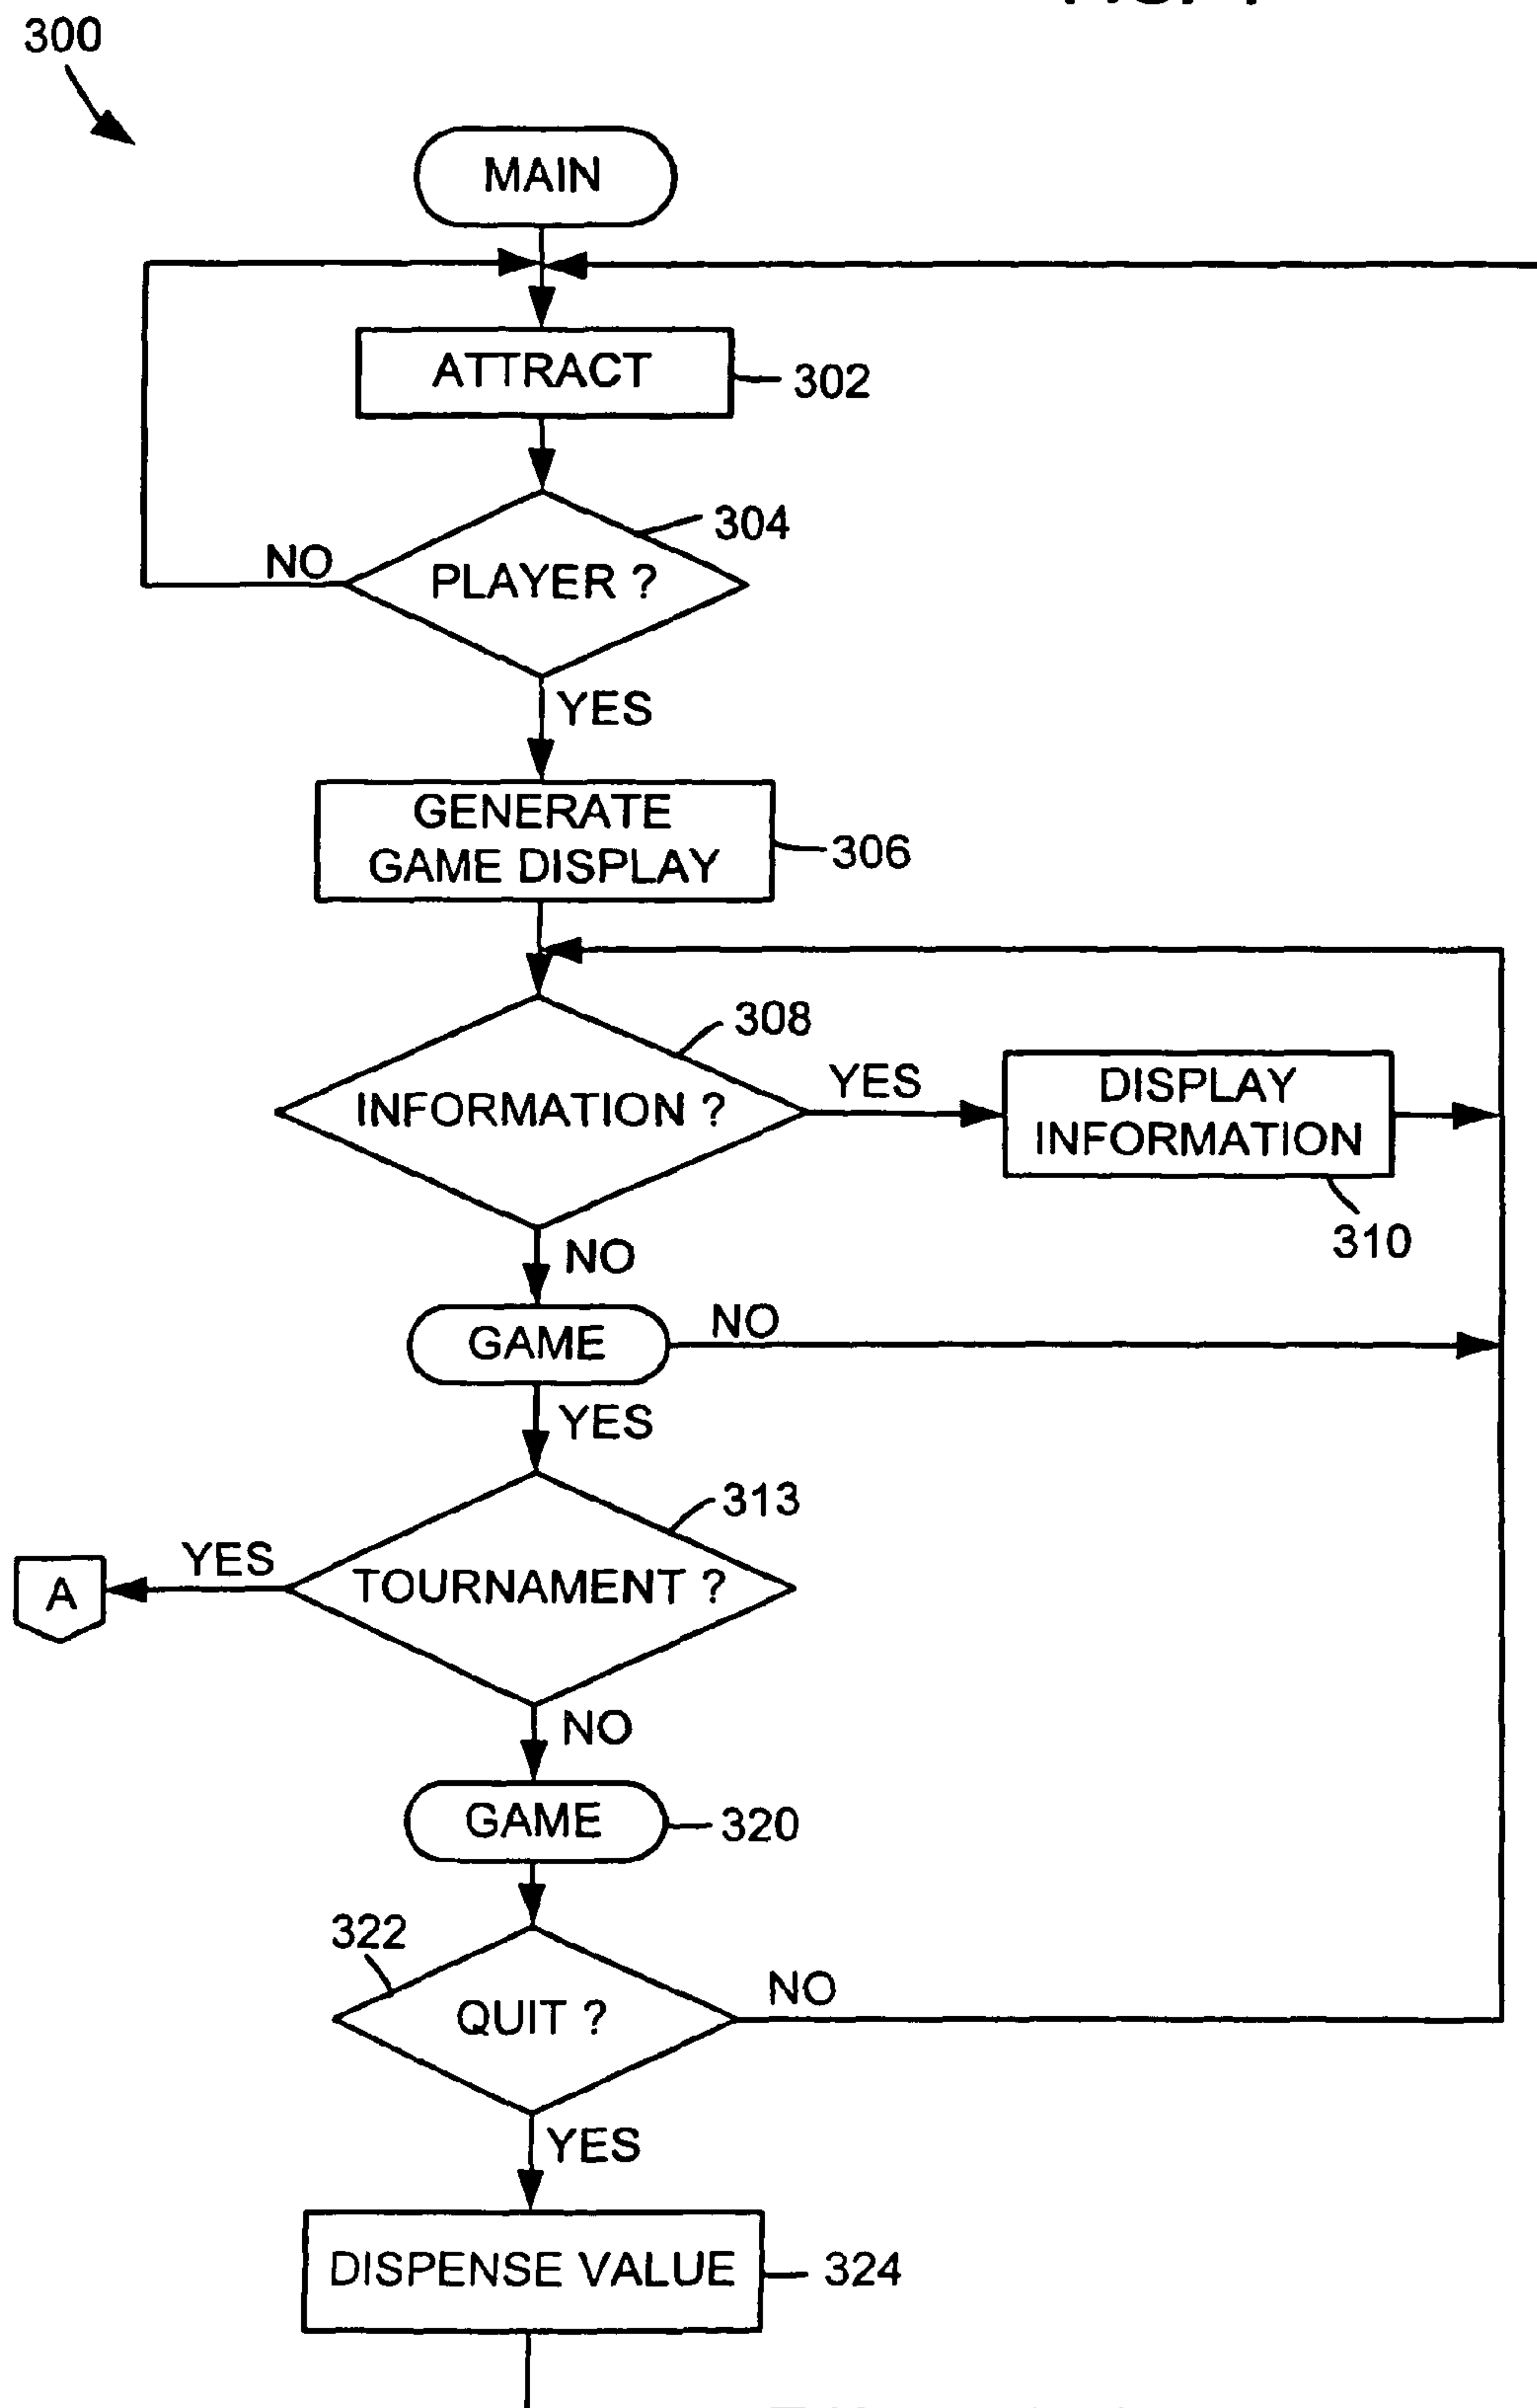 300
MAIN
ATTRACT
302
304
NO
PLAYER ?
YES
GENERATE
GAME DISPLAY
306
308
INFORMATION ?
YES
DISPLAY
INFORMATION
310
NO
GAME
NO
YES
313
TOURNAMENT ?
YES
A
NO
GAME
320
322
QUIT ?
NO
YES
DISPENSE VALUE
324